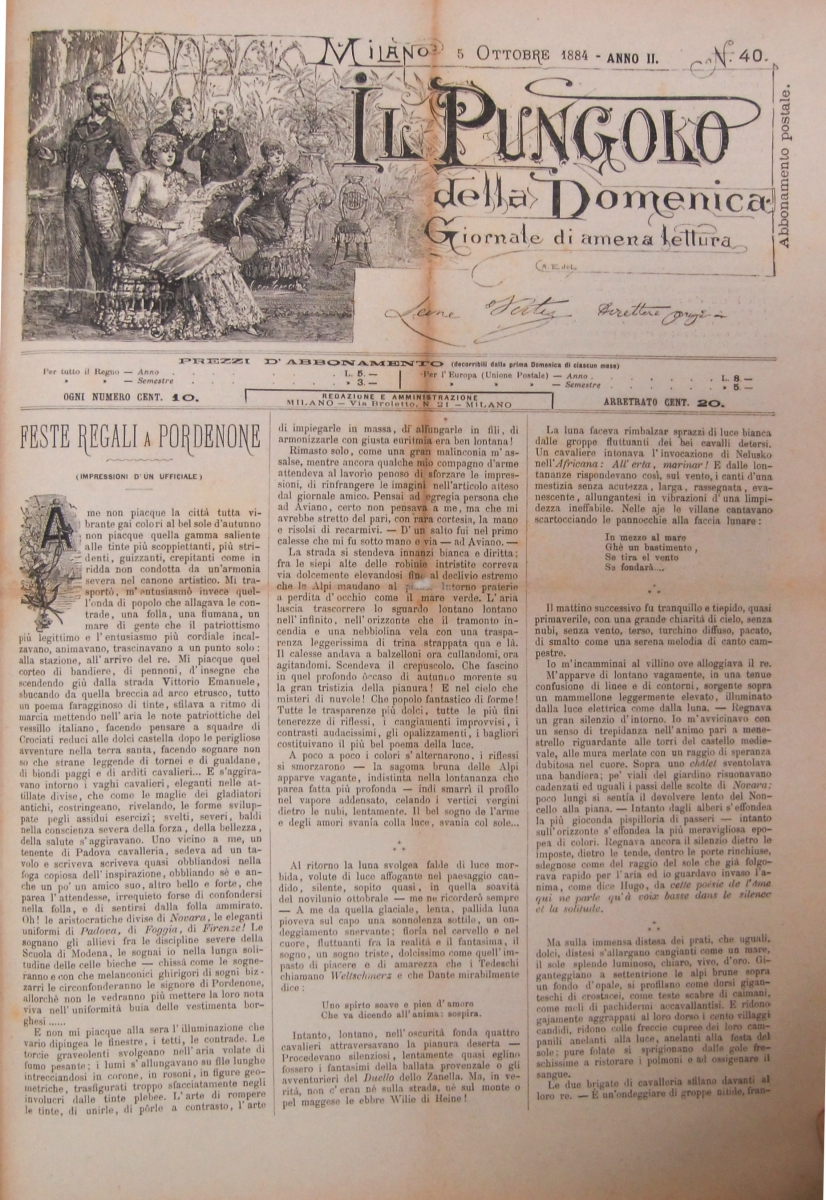 MILANO 5 OTTOBRE 1884 - ANNO II. N. 40.
IL PUNGOLO
della Domenica
Giornale di amena lettura
Abbonamento postale.
PREZZI D'ABBONAMENTO (decorribili dalla prima Domenica di ciascun mese)
Per tutto il Regno — Anno . . . . . . . . . . L. 5. —
» » — Semestre . . . . . . . . . . » 3. —
Per l'Europa (Unione Postale) — Anno . . . . . . L. 8 —
» » » — Semestre . . . . . . » 5. —
OGNI NUMERO CENT. 10.
REDAZIONE E AMMINISTRAZIONE
MILANO — Via Broletto, N 21 — MILANO
ARRETRATO CENT. 20.
FESTE REGALI A PORDENONE
(IMPRESSIONI D'UN UFFICIALE)
A me non piacque la città tutta vi-
brante gai colori al bel sole d'autunno
non piacque quella gamma saliente
alle tinte più scoppiettanti, più stri-
denti, guizzanti, crepitanti come in
ridda non condotta da un'armonia
severa nel canone artistico. Mi tra-
sportò, m'entusiasmò invece quel-
l'onda di popolo che allagava le con-
trade, una folla, una fiumana, un
mare di gente che il patriottismo
più legittimo e l'entusiasmo più cordiale incal-
zavano, animavano, trascinavano a un punto solo:
alla stazione, all'arrivo del re. Mi piacque quel
corteo di bandiere, di pennoni, d'insegne che
scendendo giù dalla strada Vittorio Emanuele,
sbucando da quella breccia ad arco etrusco, tutto
un poema farragginoso di tinte, sfilava a ritmo di
marcia mettendo nell'aria le note patriottiche del
vessillo italiano, facendo pensare a squadre di
Crociati reduci alle dolci castella dopo le perigliose
avventure nella terra santa, facendo sognare non
so che strane leggende di tornei e di gualdane,
di biondi paggi e di arditi cavalieri... E s'aggira-
vano intorno i vaghi cavalieri, eleganti nelle at-
tillate divise, che come le maglie dei gladiatori
antichi, costringeano, rivelando, le forme svilup-
pate pegli assidui esercizi; svelti, severi, baldi
nella conscienza severa della forza, della bellezza,
della salute s'aggiravano. Uno vicino a me, un
tenente di Padova cavalleria, sedeva ad un ta-
volo e scriveva scriveva quasi obbliandosi nella
foga copiosa dell'inspirazione, obbliando sè e an-
che un po' un amico suo, altro bello e forte, che
parea l'attendesse, irrequieto forse di confondersi
nella folla, e di sentirsi dalla folla ammirato.
Oh! le aristocratiche divise di Novara, le eleganti
uniformi di Padova, di Foggia, di Firenze! Le
sognano gli allievi fra le discipline severe della
Scuola di Modena, le sognai io nella lunga soli-
tudine delle celle bieche — chissà come le sogne-
ranno e con che melanconici ghirigori di sogni biz-
zarri le circonfonderanno le signore di Pordenone,
allorchè non le vedranno più mettere la loro nota
viva nell'uniformità buia delle vestimenta bor-
ghesi ......
E non mi piacque alla sera l'illuminazione che
vario dipingea le finestre, i tetti, le contrade. Le
torcie graveolenti svolgeano nell'aria volate di
fumo pesante; i lumi s'allungavano su file lunghe
intrecciandosi in corone, in rosoni, in figure geo-
metriche, trasfigurati troppo sfacciatamente negli
involucri dalle tinte plebee. L'arte di rompere
le tinte, di unirle, di pôrle a contrasto, l'arte
di impiegarle in massa, di affungarle in fili, di
armonizzarle con giusta euritmia era ben lontana!
Rimasto solo, come una gran malinconia m'as-
salse, mentre ancora qualche mio compagno d'arme
attendeva al lavorio penoso di sforzare le impres-
sioni, di rinfrangere le imagini nell'articolo atteso
dal giornale amico. Pensai ad egregia persona che
ad Aviano, certo non pensava a me, ma che mi
avrebbe stretto del pari, con rara cortesia, la mano
e risolsi di recarmivi. — D'un salto fui nel primo
calesse che mi fu sotto mano e via — ad Aviano. —
La strada si stendeva innanzi bianca e diritta;
fra le siepi alte delle robinie intristite correva
via dolcemente elevandosi fino al declivio estremo
che le Alpi mandano al intorno praterie
a perdita d'occhio come il mare verde. L'aria
lascia trascorrere lo sguardo lontano lontano
nell'infinito, nell'orizzonte che il tramonto in-
cendia e una nebbiolina vela con una traspa-
renza leggerissima di trina strappata qua e là.
Il calesse andava a balzelloni ora cullandomi, ora
agitandomi. Scendeva il crepuscolo. Che fascino
in quel profondo occaso di autunno morente su
la gran tristizia della pianura! E nel cielo che
misteri di nuvole! Che popolo fantastico di forme!
Tutte le trasparenze più dolci, tutte le più fini
tenerezze di riflessi, i cangiamenti improvvisi, i
contrasti audacissimi, gli opalizzamenti, i bagliori
costituivano il più bel poema della luce.
A poco a poco i colori s'alternarono, i riflessi
si smorzarono — la sagoma bruna delle Alpi
apparve vagante, indistinta nella lontananza che
parea fatta più profonda — indi smarrì il profilo
nel vapore addensato, celando i vertici vergini
dietro le nubi, lentamente. Il bel sogno de l'arme
e degli amori svanìa colla luce, svanìa col sole...
Al ritorno la luna svolgea falde di luce mor-
bida, volute di luce affogante nel paesaggio can-
dido, silente, sopito quasi, in quella soavità
del novilunio ottobrale — me ne ricorderò sempre
— A me da quella glaciale, lenta, pallida luna
pioveva sul capo una sonnolenza sottile, un on-
deggiamento snervante; fiorìa nel cervello e nel
cuore, fluttuanti fra la realità e il fantasima, il
sogno, un sogno triste, dolcissimo come quell'im-
pasto di piacere e di amarezza che i Tedeschi
chiamano Weltschmerz e che Dante mirabilmente
dice:
Uno spirto soave e pien d'amore
Che va dicendo all'anima: sospira.
Intanto, lontano, nell'oscurità fonda quattro
cavalieri attraversavano la pianura deserta —
Procedevano silenziosi, lentamente quasi eglino
fossero i fantasimi della ballata provenzale o gli
avventurieri del Duello dello Zanella. Ma, in ve-
rità, non c'eran nè sulla strada, nè sul monte o
pel maggese le ebbre Wilie di Heine!
La luna faceva rimbalzar sprazzi di luce bianca
dalle groppe fluttuanti dei bei cavalli detersi.
Un cavaliere intonava l'invocazione di Nelusko
nell'Africana: All'erta, marinar! E dalle lon-
tananze rispondevano così, sul vento, i canti d'una
mestizia senza acutezza, larga, rassegnata, eva-
nescente, allungantesi in vibrazioni d'una limpi-
dezza ineffabile. Nelle aje le villane cantavano
scartocciando le pannocchie alla faccia lunare:
In mezzo al mare
Ghè un bastimento,
Se tira el vento
Se fondarà....
Il mattino successivo fu tranquillo e tiepido, quasi
primaverile, con una grande chiarità di cielo, senza
nubi, senza vento, terso, turchino diffuso, pacato,
di smalto come una serena melodia di canto cam-
pestre.
Io m'incamminai al villino ove alloggiava il re.
M'apparve di lontano vagamente, in una tenue
confusione di linee e di contorni, sorgente sopra
un mammellone leggermente elevato, illuminato
dalla luce elettrica come dalla luna. — Regnava
un gran silenzio d'intorno. Io m'avvicinavo con
un senso di trepidanza nell'animo pari a mene-
strello riguardante alle torri del castello medie-
vale, alle mura merlate con un raggio di speranza
dubitosa nel cuore. Sopra uno chàlet sventolava
una bandiera; pe' viali del giardino risuonavano
cadenzati ed uguali i passi delle scolte di Novara;
poco lungi si sentìa il devolvere lento del Non-
cello alla piana. — Intanto dagli alberi s'effondea
la più gioconda pispilloria di passeri — intanto
sull'orizzonte s'effondea la più meravigliosa epo-
pea di colori. Regnava ancora il silenzio dietro le
imposte, dietro le tende, dentro le porte rinchiuse,
sdegnose come del raggio del sole che già folgo-
rava rapido per l'aria ed io guardavo invaso l'a-
nima, come dice Hugo, da cette poésie de l'âme
qui ne parle qu'à voix basse dans le silence
et la solitude.
Ma sulla immensa distesa dei prati, che uguali,
dolci, distesi s'allargano cangianti come un mare,
il sole splende luminoso, chiaro, vivo, d'oro. Gi-
ganteggiano a settentrione le alpi brune sopra
un fondo d'opale, si profilano come dorsi gigan-
teschi di crostacei, come teste scabre di caimani,
come moli di pachidermi accavallantisi. E ridono
gajamente aggrappati al loro dorso i cento villaggi
candidi, ridono colle freccie cupree dei loro cam-
panili anelanti alla luce, anelanti alla festa del
sole; pure folate si sprigionano dalle gole fre-
schissime a ristorare i polmoni e ad ossigenare il
sangue.
Le due brigate di cavalleria sfilano davanti al
loro re. — È un'ondeggiare di groppe nitide, fran-